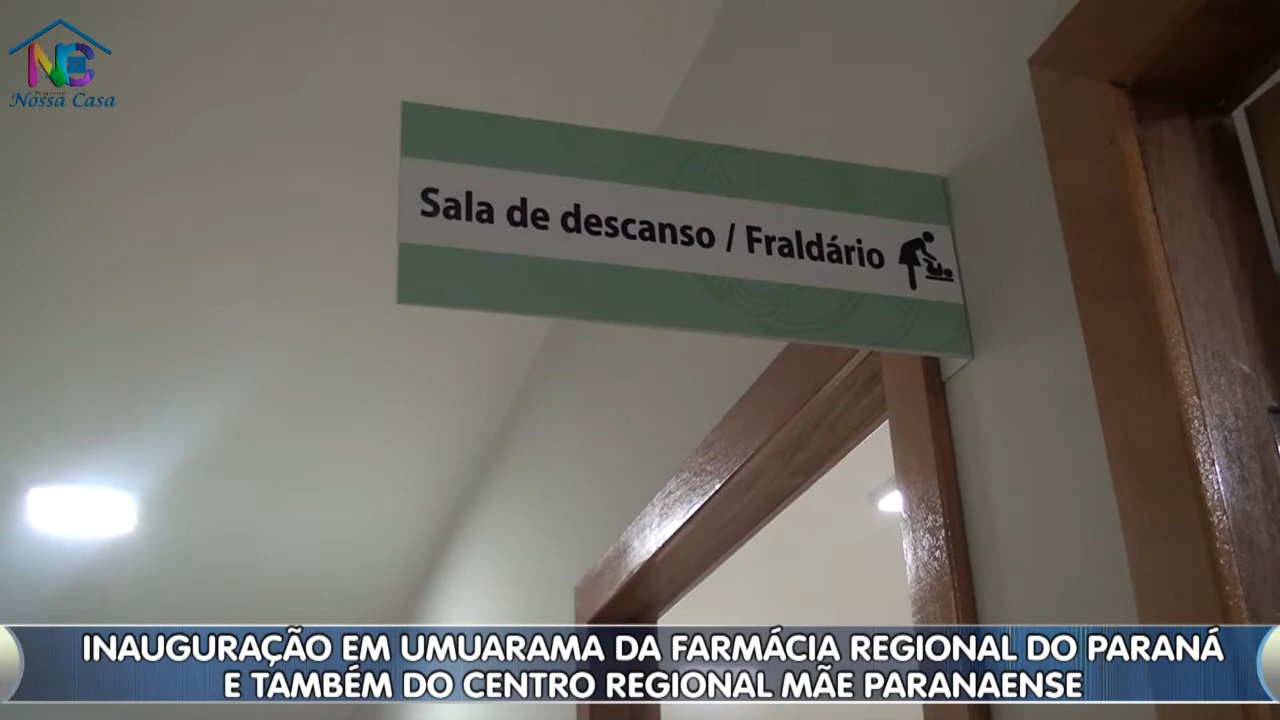 NC
Nossa Casa
Sala de descanso / Fraldário
INAUGURAÇÃO EM UMUARAMA DA FARMÁCIA REGIONAL DO PARANÁ
E TAMBÉM DO CENTRO REGIONAL MÃE PARANAENSE